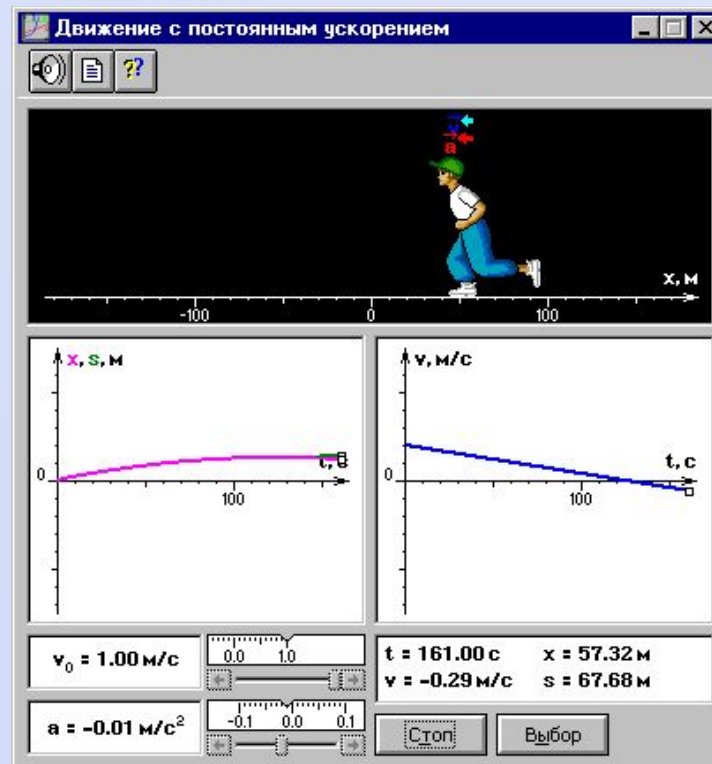 Движение с постоянным ускорением
??
v
a
x, м
-100 0 100
x, s, м
0
t, с
100
v, м/с
0
t, с
100
v₀ = 1.00 м/с
0.0 1.0
a = -0.01 м/с²
-0.1 0.0 0.1
t = 161.00 с x = 57.32 м
v = -0.29 м/с s = 67.68 м
Стоп Выбор